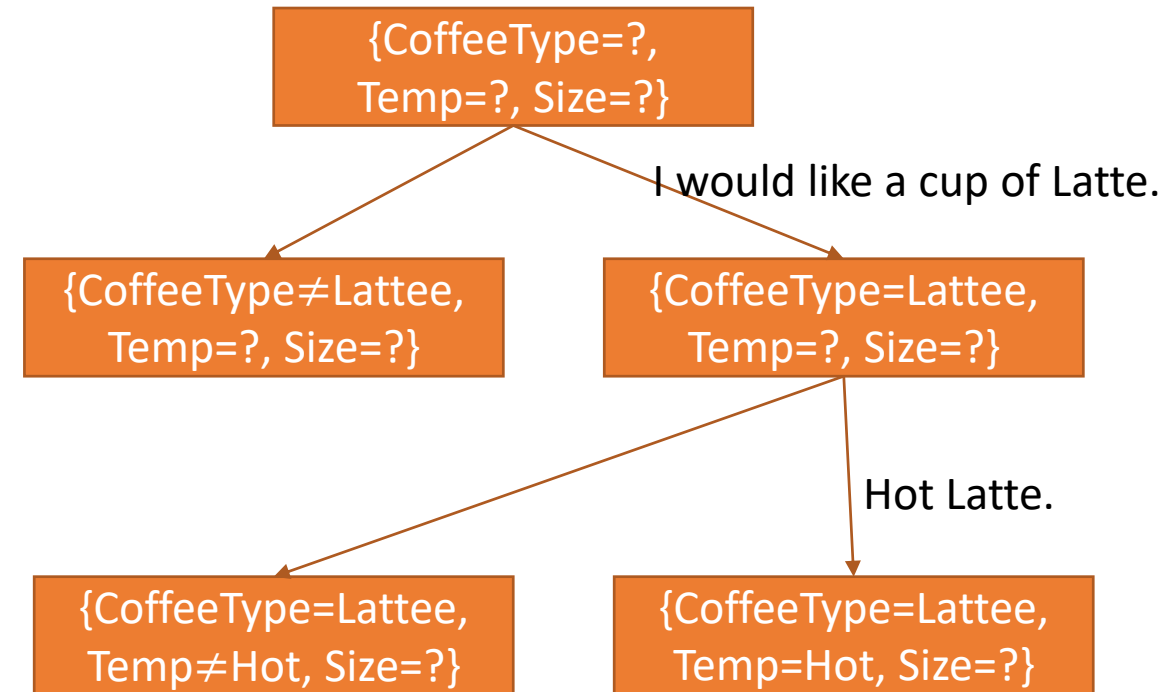 {CoffeeType=?,
Temp=?, Size=?}
I would like a cup of Latte.
{CoffeeType≠Lattee,
Temp=?, Size=?}
{CoffeeType=Lattee,
Temp=?, Size=?}
Hot Latte.
{CoffeeType=Lattee,
Temp≠Hot, Size=?}
{CoffeeType=Lattee,
Temp=Hot, Size=?}